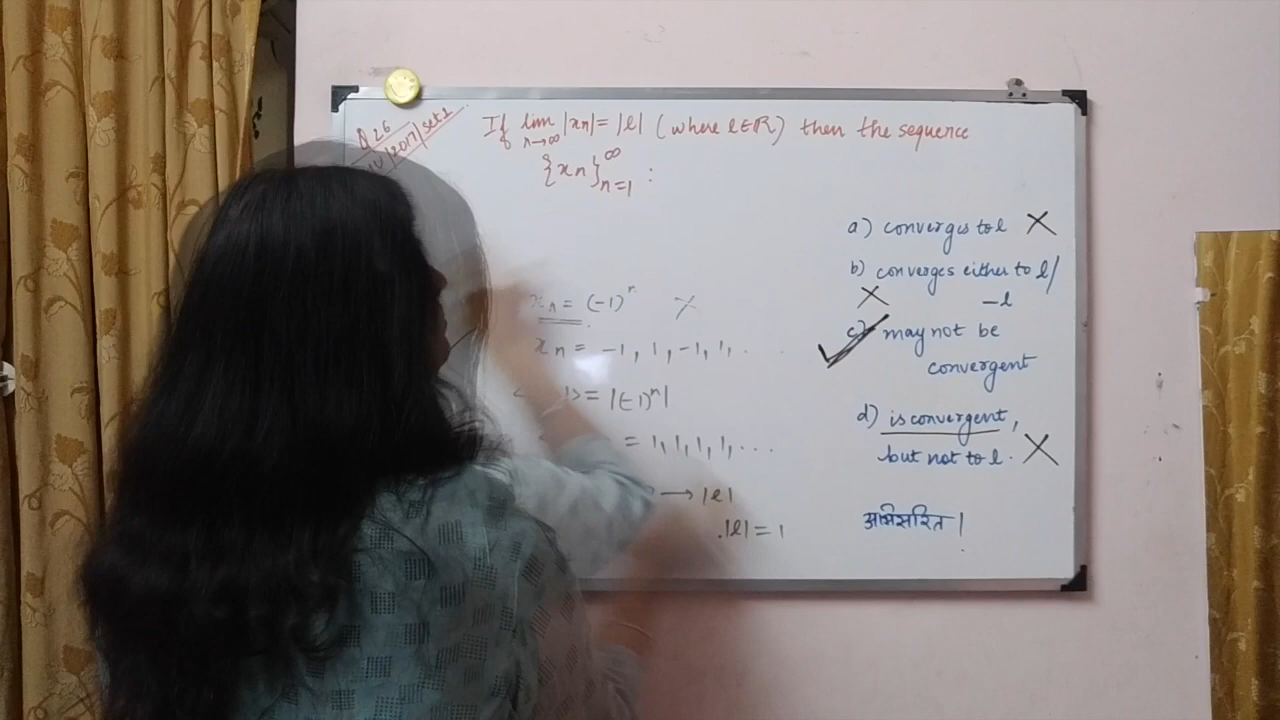 Q 26
2017 | Set 1
If lim n→∞ |xn| = |l| (where l∈R) then the sequence
{xn}∞n=1 :
a) converges to l ✗
b) converges either to l/
✗ -l
c) may not be
convergent
d) is convergent,
but not to l. ✗
अभिसरित |
xn = (-1)^n ✗
xn = -1, 1, -1, 1, . . .
= |(-1)^n|
= 1, 1, 1, 1, . . .
→ |l|
|l| = 1